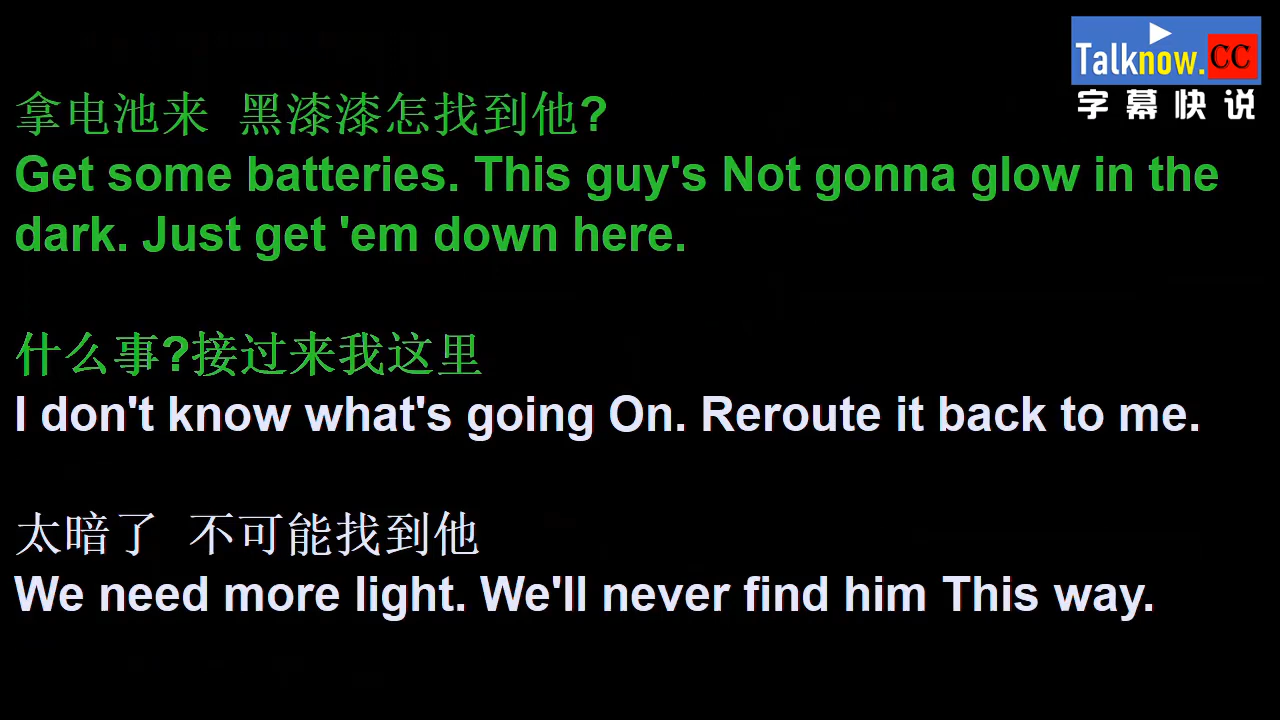 Talknow.CC
字幕快说
拿电池来 黑漆漆怎找到他?
Get some batteries. This guy's Not gonna glow in the
dark. Just get 'em down here.
什么事?接过来我这里
I don't know what's going On. Reroute it back to me.
太暗了 不可能找到他
We need more light. We'll never find him This way.